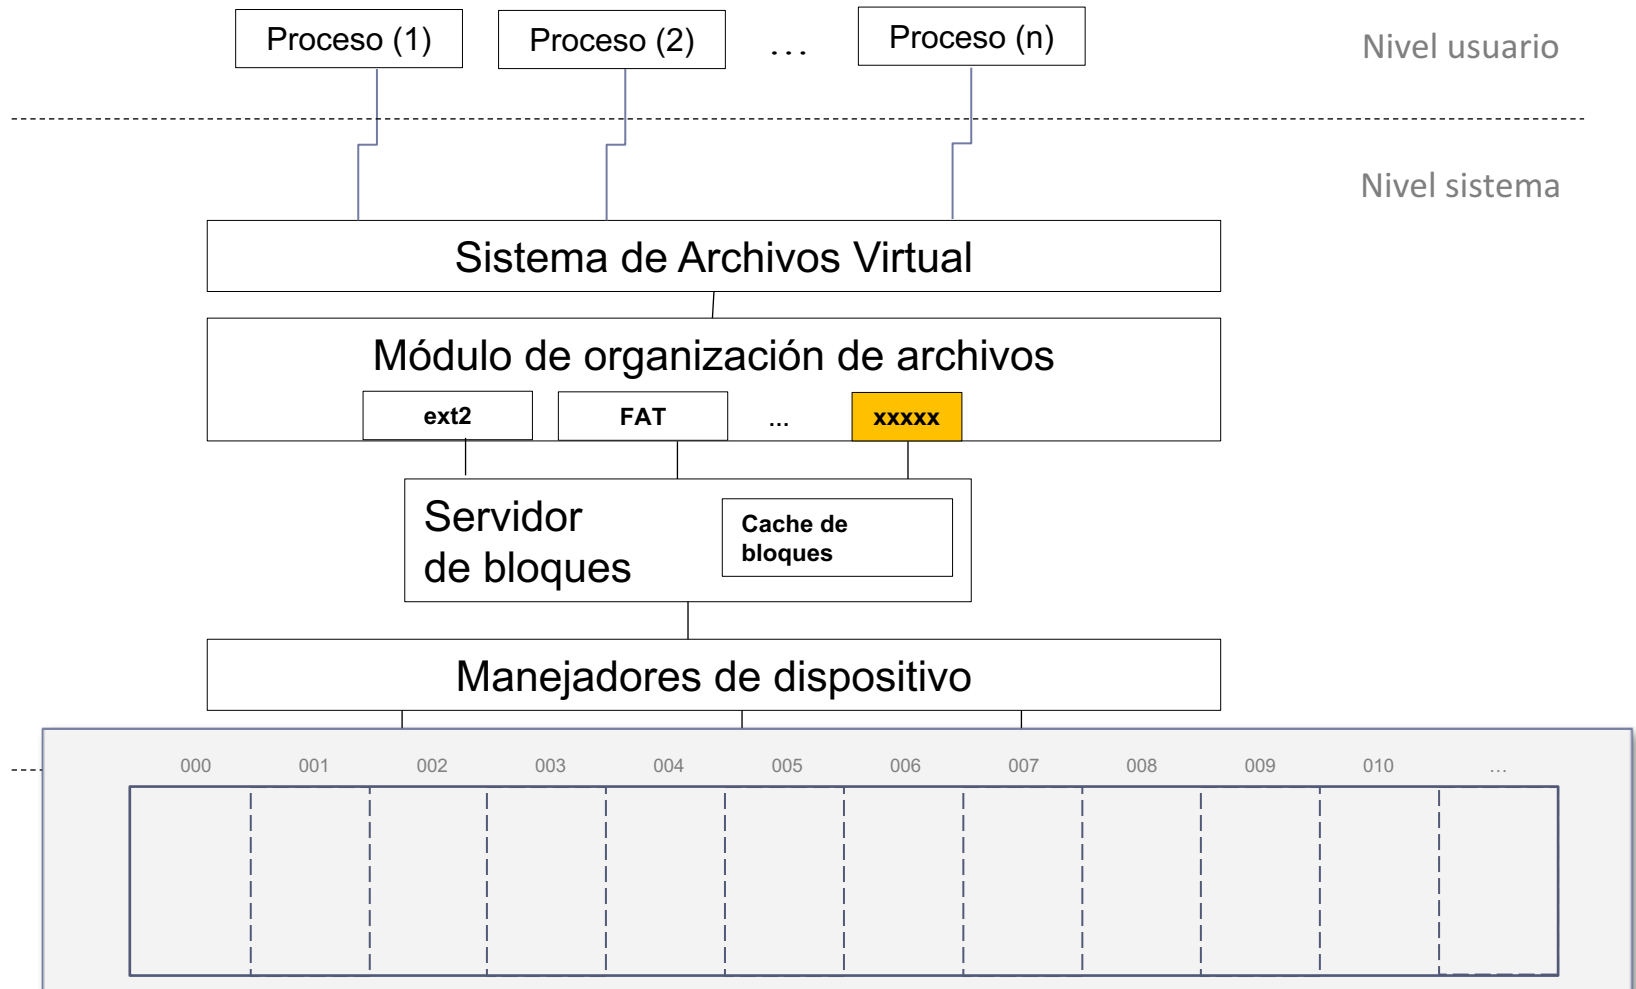 Proceso (1)
Proceso (2)
...
Proceso (n)
Nivel usuario
Nivel sistema
Sistema de Archivos Virtual
Módulo de organización de archivos
ext2
FAT
...
xxxxx
Servidor
de bloques
Cache de
bloques
Manejadores de dispositivo
000 001 002 003 004 005 006 007 008 009 010 ...